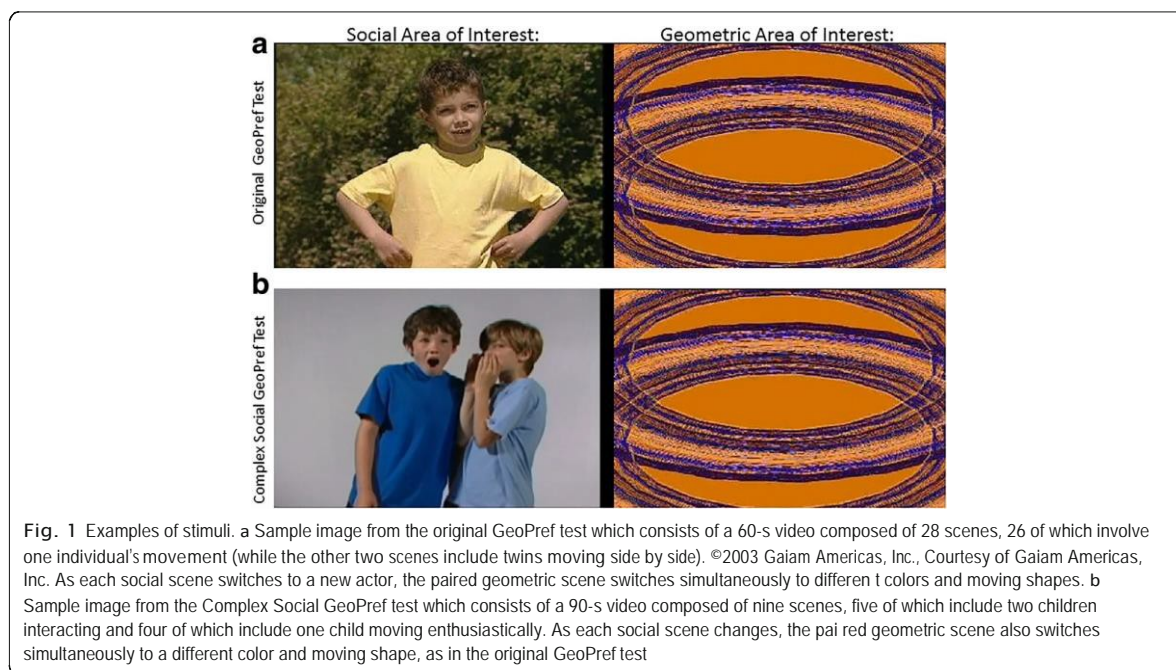 Social Area of Interest:
Geometric Area of Interest:
a
Original GeoPref Test
b
Complex Social GeoPref Test
Fig. 1 Examples of stimuli. a Sample image from the original GeoPref test which consists of a 60-s video composed of 28 scenes, 26 of which involve
one individual's movement (while the other two scenes include twins moving side by side). ©2003 Gaiam Americas, Inc., Courtesy of Gaiam Americas,
Inc. As each social scene switches to a new actor, the paired geometric scene switches simultaneously to differen t colors and moving shapes. b
Sample image from the Complex Social GeoPref test which consists of a 90-s video composed of nine scenes, five of which include two children
interacting and four of which include one child moving enthusiastically. As each social scene changes, the pai red geometric scene also switches
simultaneously to a different color and moving shape, as in the original GeoPref test